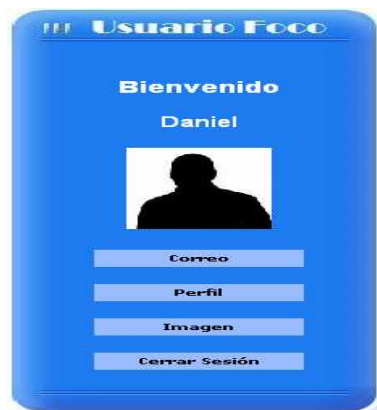 Usuario Foco
Bienvenido
Daniel
Correo
Perfil
Imagen
Cerrar Sesión